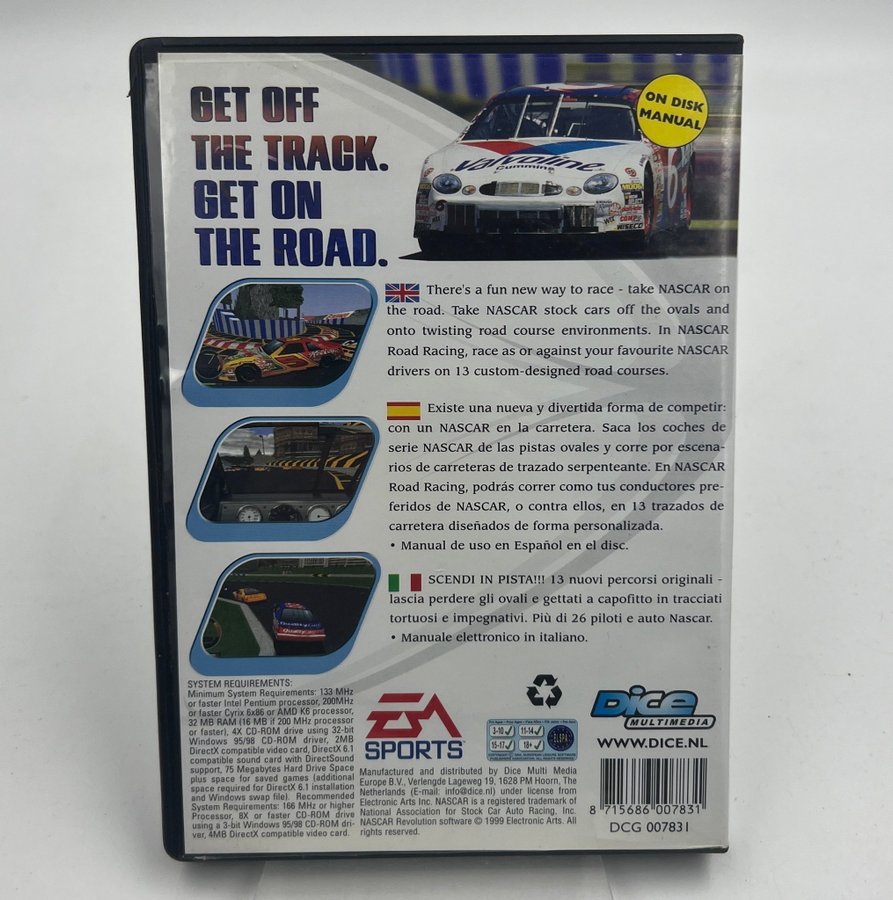 GET OFF
THE TRACK.
GET ON
THE ROAD.
ON DISK
MANUAL
Valvoline
Cummins
6
There's a fun new way to race - take NASCAR on
the road. Take NASCAR stock cars off the ovals and
onto twisting road course environments. In NASCAR
Road Racing, race as or against your favourite NASCAR
drivers on 13 custom-designed road courses.
Existe una nueva y divertida forma de competir:
con un NASCAR en la carretera. Saca los coches de
serie NASCAR de las pistas ovales y corre por escena-
rios de carreteras de trazado serpenteante. En NASCAR
Road Racing, podrás correr como tus conductores pre-
feridos de NASCAR, o contra ellos, en 13 trazados de
carretera diseñados de forma personalizada.
• Manual de uso en Español en el disc.
SCENDI IN PISTA!!! 13 nuovi percorsi originali -
lascia perdere gli ovali e gettati a capofitto in tracciati
tortuosi e impegnativi. Più di 26 piloti e auto Nascar.
• Manuale elettronico in italiano.
SYSTEM REQUIREMENTS:
Minimum System Requirements: 133 MHz
or faster Intel Pentium processor, 200MHz
or faster Cyrix 6x86 or AMD K6 processor,
32 MB RAM (16 MB if 200 MHz processor
or faster), 4X CD-ROM drive using 32-bit
Windows 95/98 CD-ROM driver, 2MB
DirectX compatible video card, DirectX 6.1
compatible sound card with DirectSound
support, 75 Megabytes Hard Drive Space
plus space for saved games (additional
space required for DirectX 6.1 installation
and Windows swap file). Recommended
System Requirements: 166 MHz or higher
Processor, 8X or faster CD-ROM drive
using a 3-bit Windows 95/98 CD-ROM dri-
ver, 4MB DirectX compatible video card.
EA
SPORTS
3-10 11-14
15-17 18+
ELSPA
Dice
MULTIMEDIA
WWW.DICE.NL
Manufactured and distributed by Dice Multi Media
Europe B.V., Verlengde Lageweg 19, 1628 PM Hoorn, The
Netherlands (E-mail: info@dice.nl) under license from
Electronic Arts Inc. NASCAR is a registered trademark of
National Association for Stock Car Auto Racing, Inc.
NASCAR Revolution software © 1999 Electronic Arts. All
rights reserved.
8 715686 007831
DCG 007831